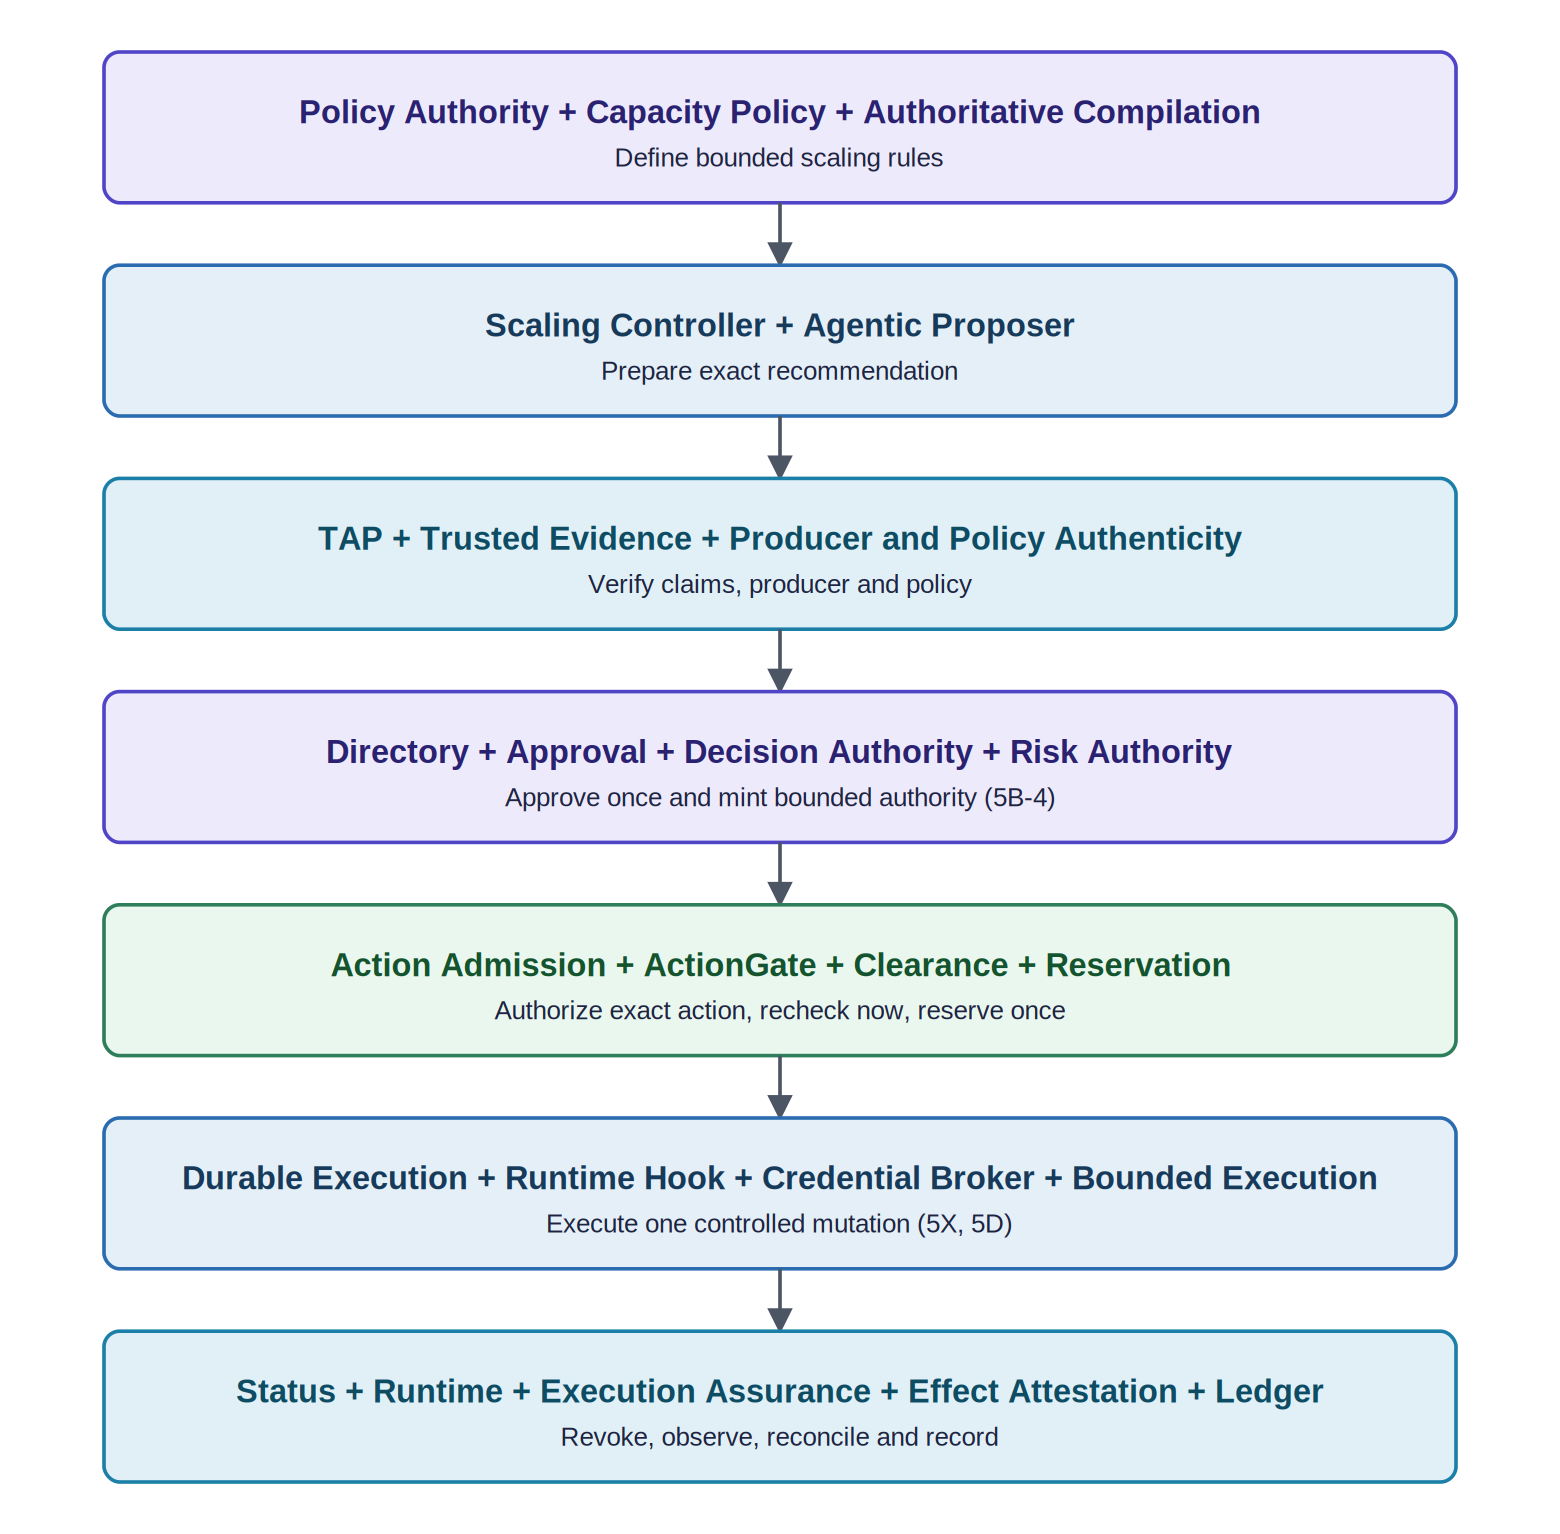 Policy Authority + Capacity Policy + Authoritative Compilation
Define bounded scaling rules
Scaling Controller + Agentic Proposer
Prepare exact recommendation
TAP + Trusted Evidence + Producer and Policy Authenticity
Verify claims, producer and policy
Directory + Approval + Decision Authority + Risk Authority
Approve once and mint bounded authority (5B-4)
Action Admission + ActionGate + Clearance + Reservation
Authorize exact action, recheck now, reserve once
Durable Execution + Runtime Hook + Credential Broker + Bounded Execution
Execute one controlled mutation (5X, 5D)
Status + Runtime + Execution Assurance + Effect Attestation + Ledger
Revoke, observe, reconcile and record